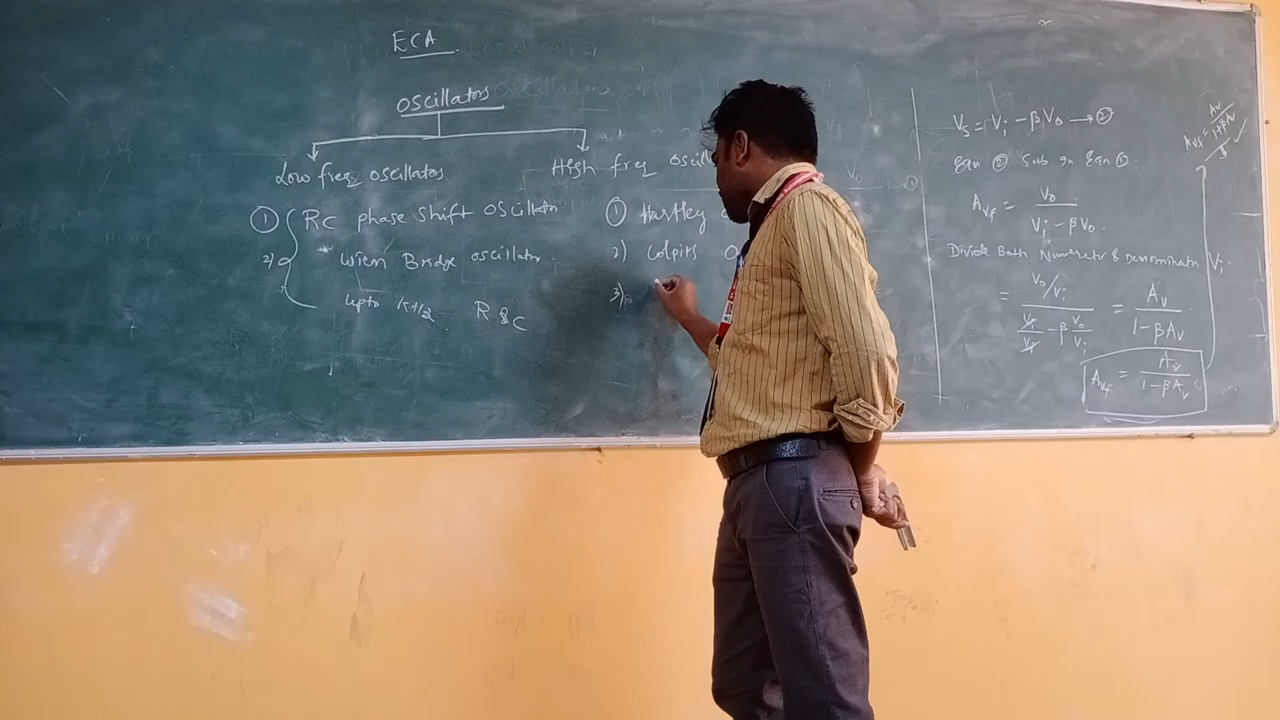 ECA
Oscillators
Low freq oscillators
High freq oscill
① RC phase shift oscillator
2) Wien Bridge oscillator.
upto KHz. R & C
① Hartley
2) Colpits O
3)
Vs = Vi - βVo → ②
Eqn ② Sub in Eqn ①.
Avf = Vo / Vi - βVo.
Divide Both Numerator & Denominator Vi
= Vo/Vi / Vi/Vi - β Vo/Vi = Av / 1-βAv
Avf = Av / 1-βAv